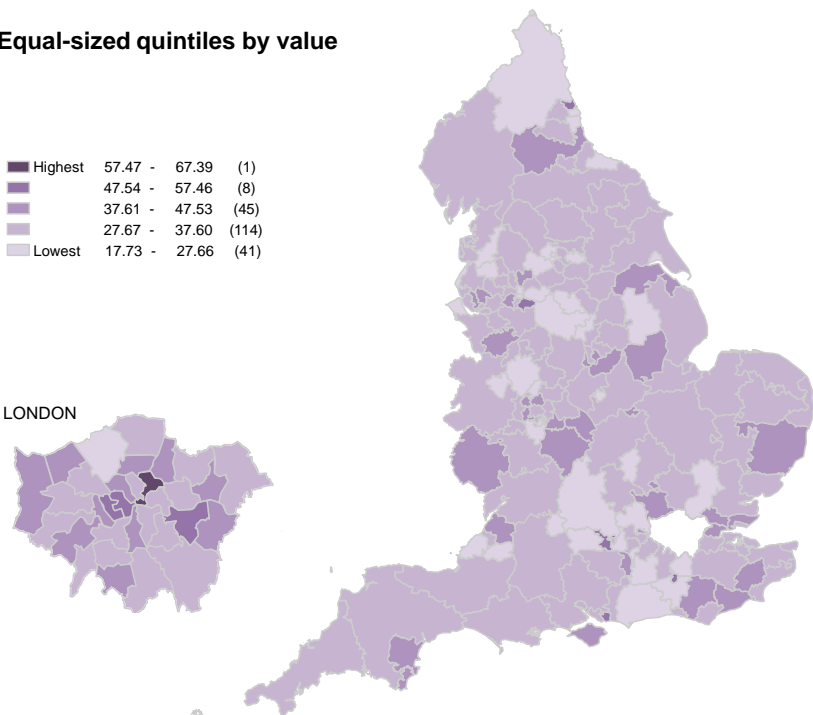 Equal-sized quintiles by value
Highest 57.47 - 67.39 (1)
47.54 - 57.46 (8)
37.61 - 47.53 (45)
27.67 - 37.60 (114)
Lowest 17.73 - 27.66 (41)
LONDON